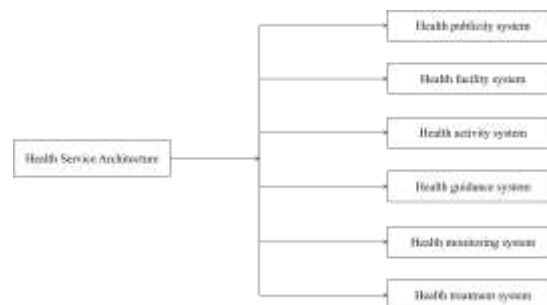 Health publicity system
Health facility system
Health activity system
Health Service Architecture
Health guidance system
Health monitoring system
Health treatment system